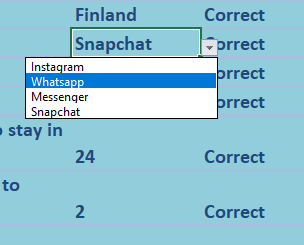 Finland Correct
Snapchat Correct
Instagram
Whatsapp Correct
Messenger Correct
Snapchat
stay in
24 Correct
to
2 Correct